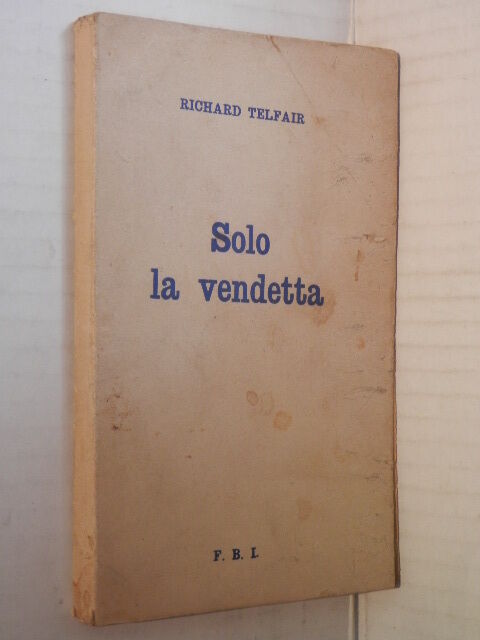 RICHARD TELFAIR
Solo
la vendetta
F. B. I.